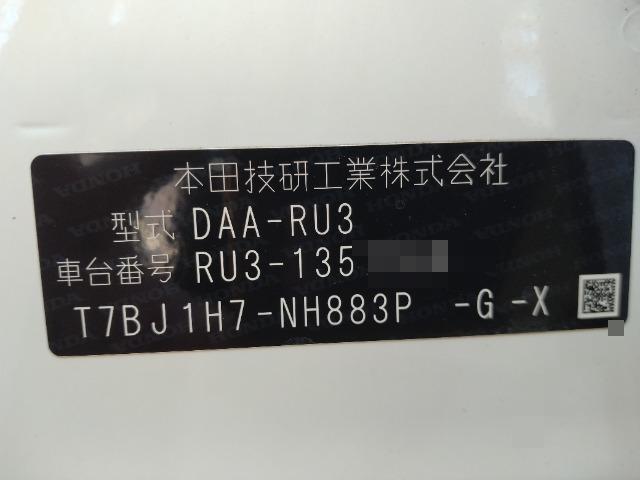 本田技研工業株式会社
型式 DAA-RU3
車台番号 RU3-135
T7BJ1H7-NH883P -G -X